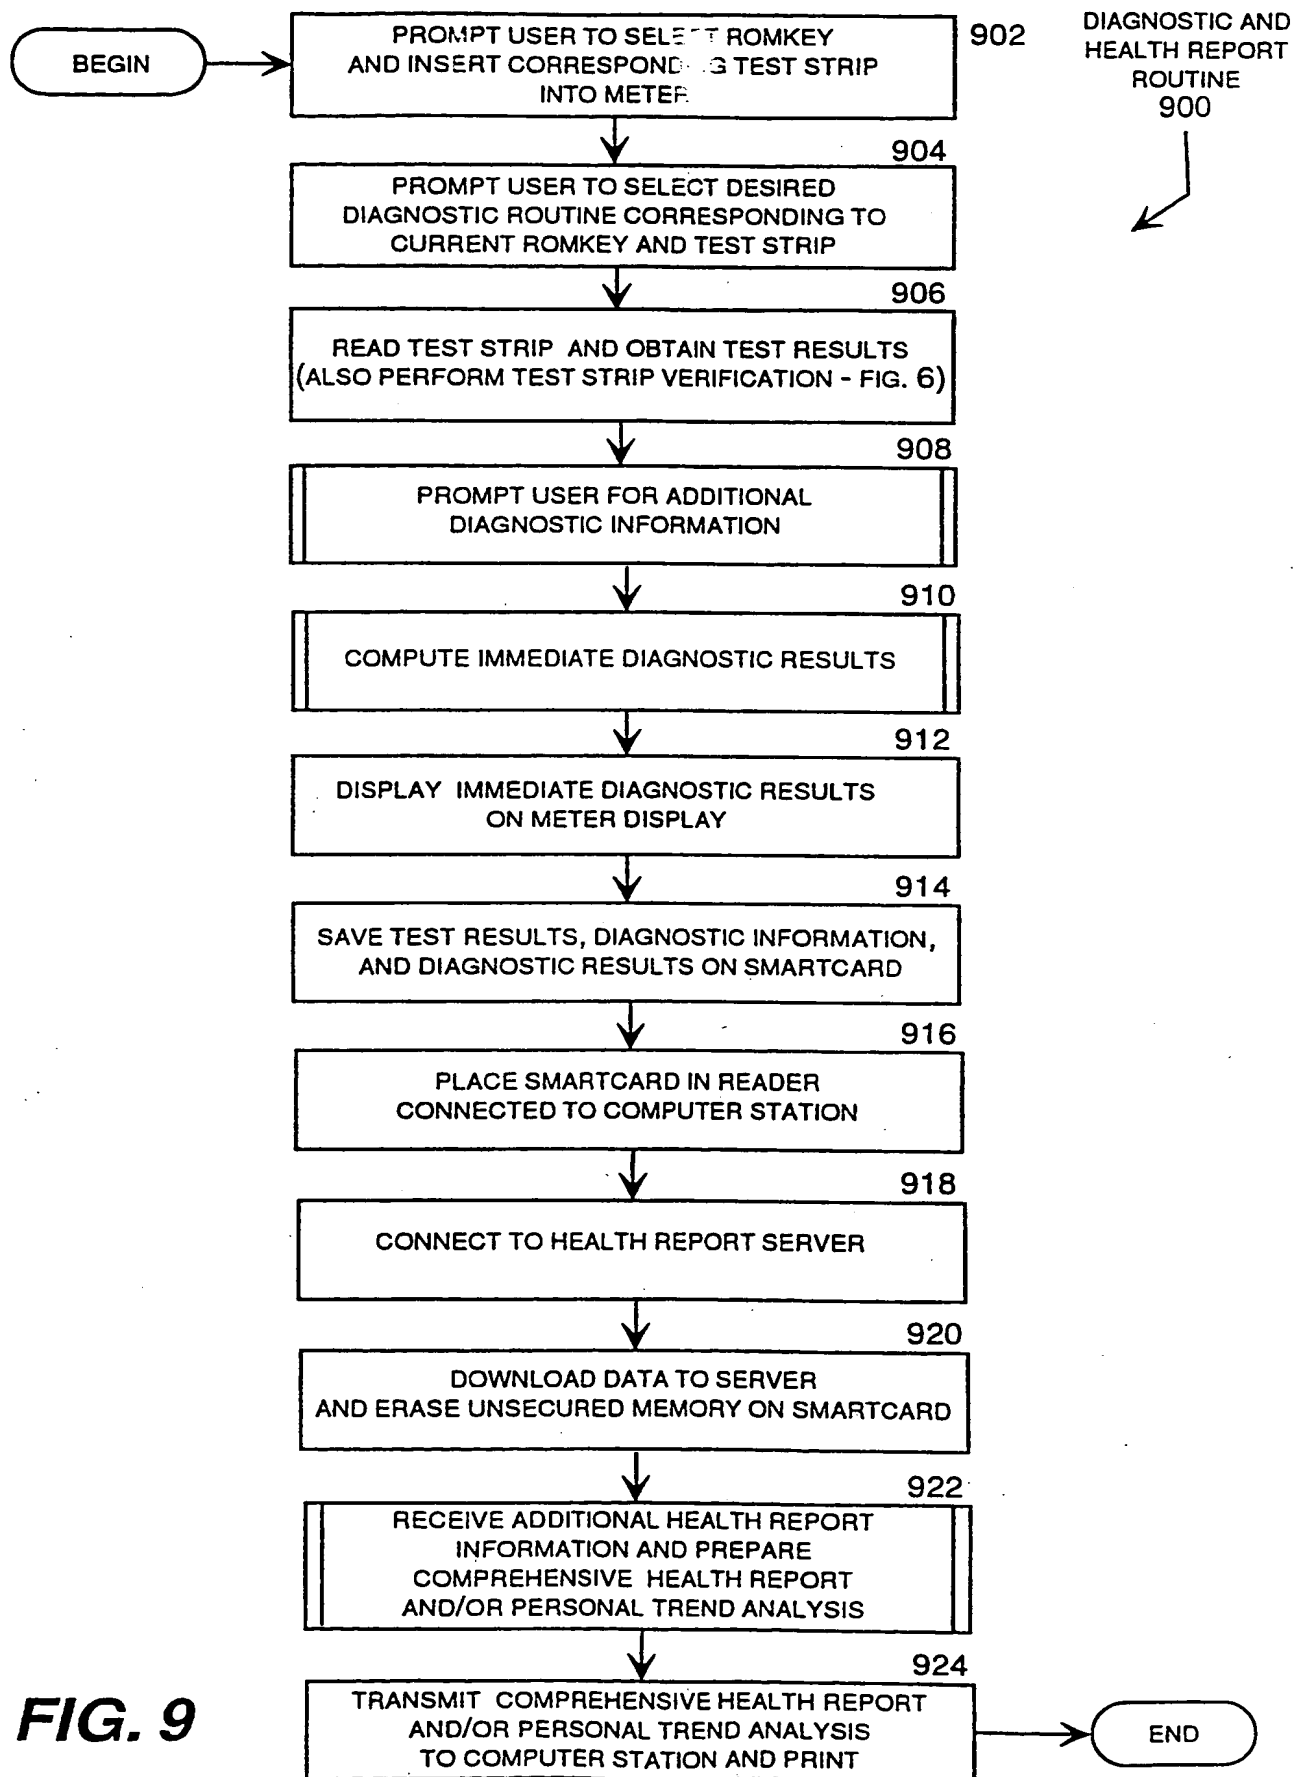 BEGIN
PROMPT USER TO SELECT ROMKEY
AND INSERT CORRESPONDING TEST STRIP
INTO METER
902
DIAGNOSTIC AND
HEALTH REPORT
ROUTINE
900
904
PROMPT USER TO SELECT DESIRED
DIAGNOSTIC ROUTINE CORRESPONDING TO
CURRENT ROMKEY AND TEST STRIP
906
READ TEST STRIP AND OBTAIN TEST RESULTS
(ALSO PERFORM TEST STRIP VERIFICATION - FIG. 6)
908
PROMPT USER FOR ADDITIONAL
DIAGNOSTIC INFORMATION
910
COMPUTE IMMEDIATE DIAGNOSTIC RESULTS
912
DISPLAY IMMEDIATE DIAGNOSTIC RESULTS
ON METER DISPLAY
914
SAVE TEST RESULTS, DIAGNOSTIC INFORMATION,
AND DIAGNOSTIC RESULTS ON SMARTCARD
916
PLACE SMARTCARD IN READER
CONNECTED TO COMPUTER STATION
918
CONNECT TO HEALTH REPORT SERVER
920
DOWNLOAD DATA TO SERVER
AND ERASE UNSECURED MEMORY ON SMARTCARD
922
RECEIVE ADDITIONAL HEALTH REPORT
INFORMATION AND PREPARE
COMPREHENSIVE HEALTH REPORT
AND/OR PERSONAL TREND ANALYSIS
924
TRANSMIT COMPREHENSIVE HEALTH REPORT
AND/OR PERSONAL TREND ANALYSIS
TO COMPUTER STATION AND PRINT
END
FIG. 9